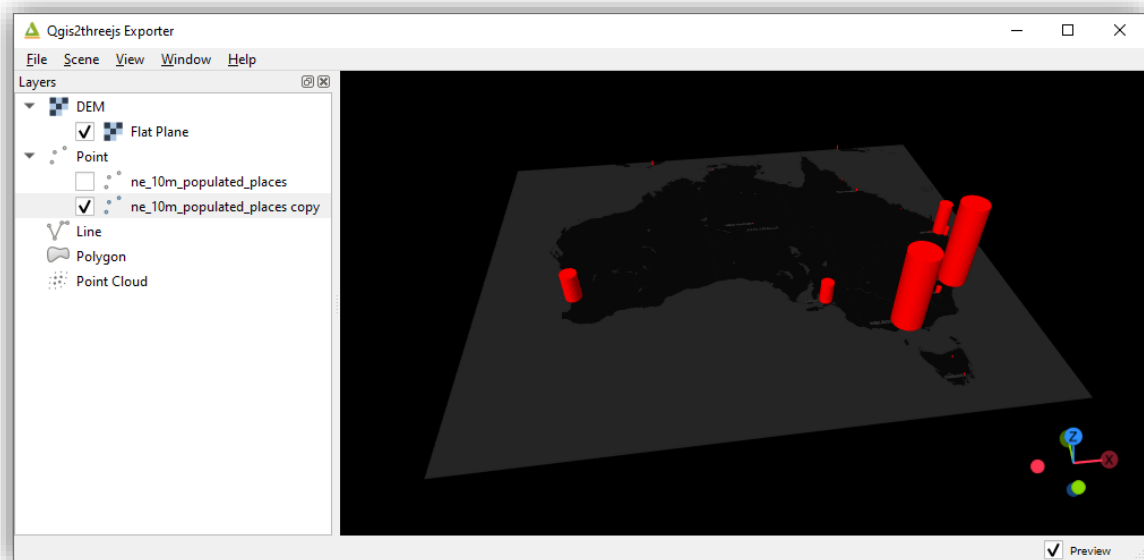 Qgis2threejs Exporter
File Scene View Window Help
Layers
DEM
Flat Plane
Point
ne_10m_populated_places
ne_10m_populated_places copy
Line
Polygon
Point Cloud
Z
X
Preview